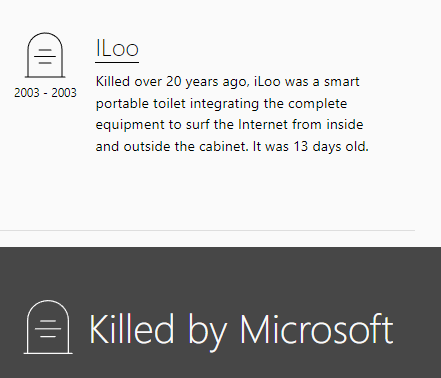 ILoo
2003 - 2003
Killed over 20 years ago, iLoo was a smart
portable toilet integrating the complete
equipment to surf the Internet from inside
and outside the cabinet. It was 13 days old.
Killed by Microsoft